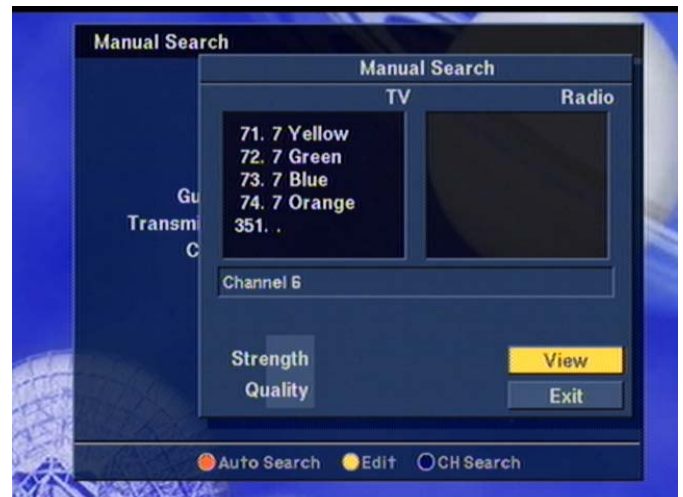 Manual Search
Manual Search
TV
Radio
71. 7 Yellow
72. 7 Green
73. 7 Blue
74. 7 Orange
351. .
Gu
Transmi
C
Channel 6
Strength
Quality
View
Exit
Auto Search
Edit
CH Search